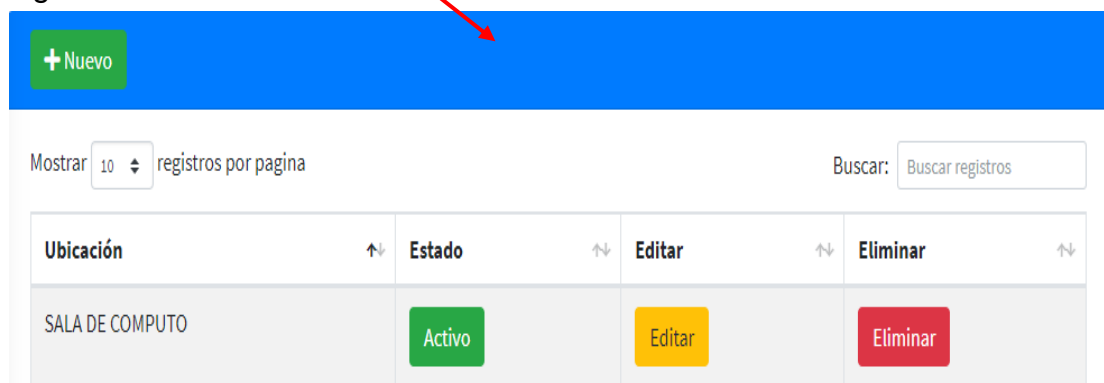 Nuevo
Mostrar 10 registros por pagina
Buscar: Buscar registros
Ubicación Estado Editar Eliminar
SALA DE COMPUTO Activo Editar Eliminar